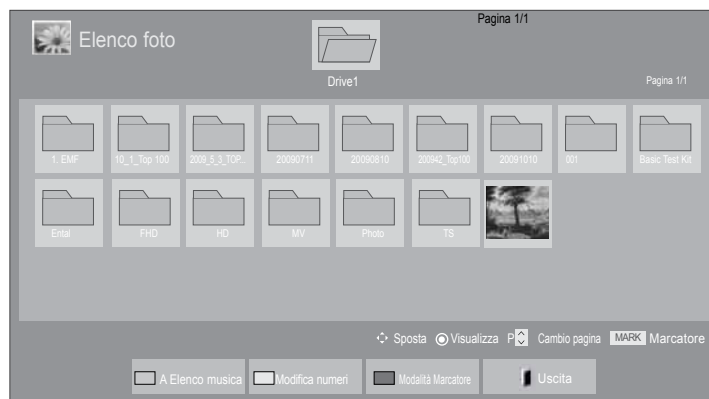 Pagina 1/1
Elenco foto
Drive1
Pagina 1/1
1. EMF 10_1_Top 100 2009_5_3_TOP... 20090711 20090810 200942_Top100 20091010 001 Basic Test Kit
Ental FHD HD MV Photo TS
Sposta Visualizza P Cambio pagina MARK Marcatore
A Elenco musica Modifica numeri Modalità Marcatore Uscita